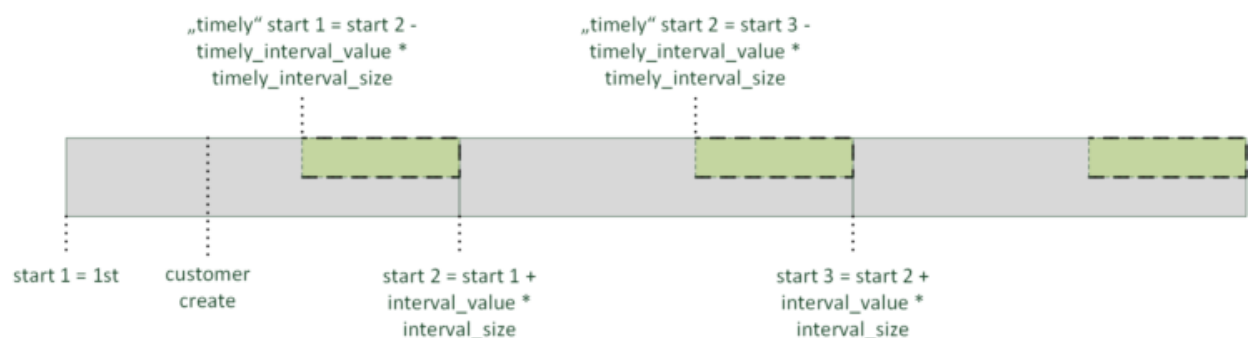 „timely“ start 1 = start 2 -
timely_interval_value *
timely_interval_size
„timely“ start 2 = start 3 -
timely_interval_value *
timely_interval_size
start 1 = 1st
customer
create
start 2 = start 1 +
interval_value *
interval_size
start 3 = start 2 +
interval_value *
interval_size